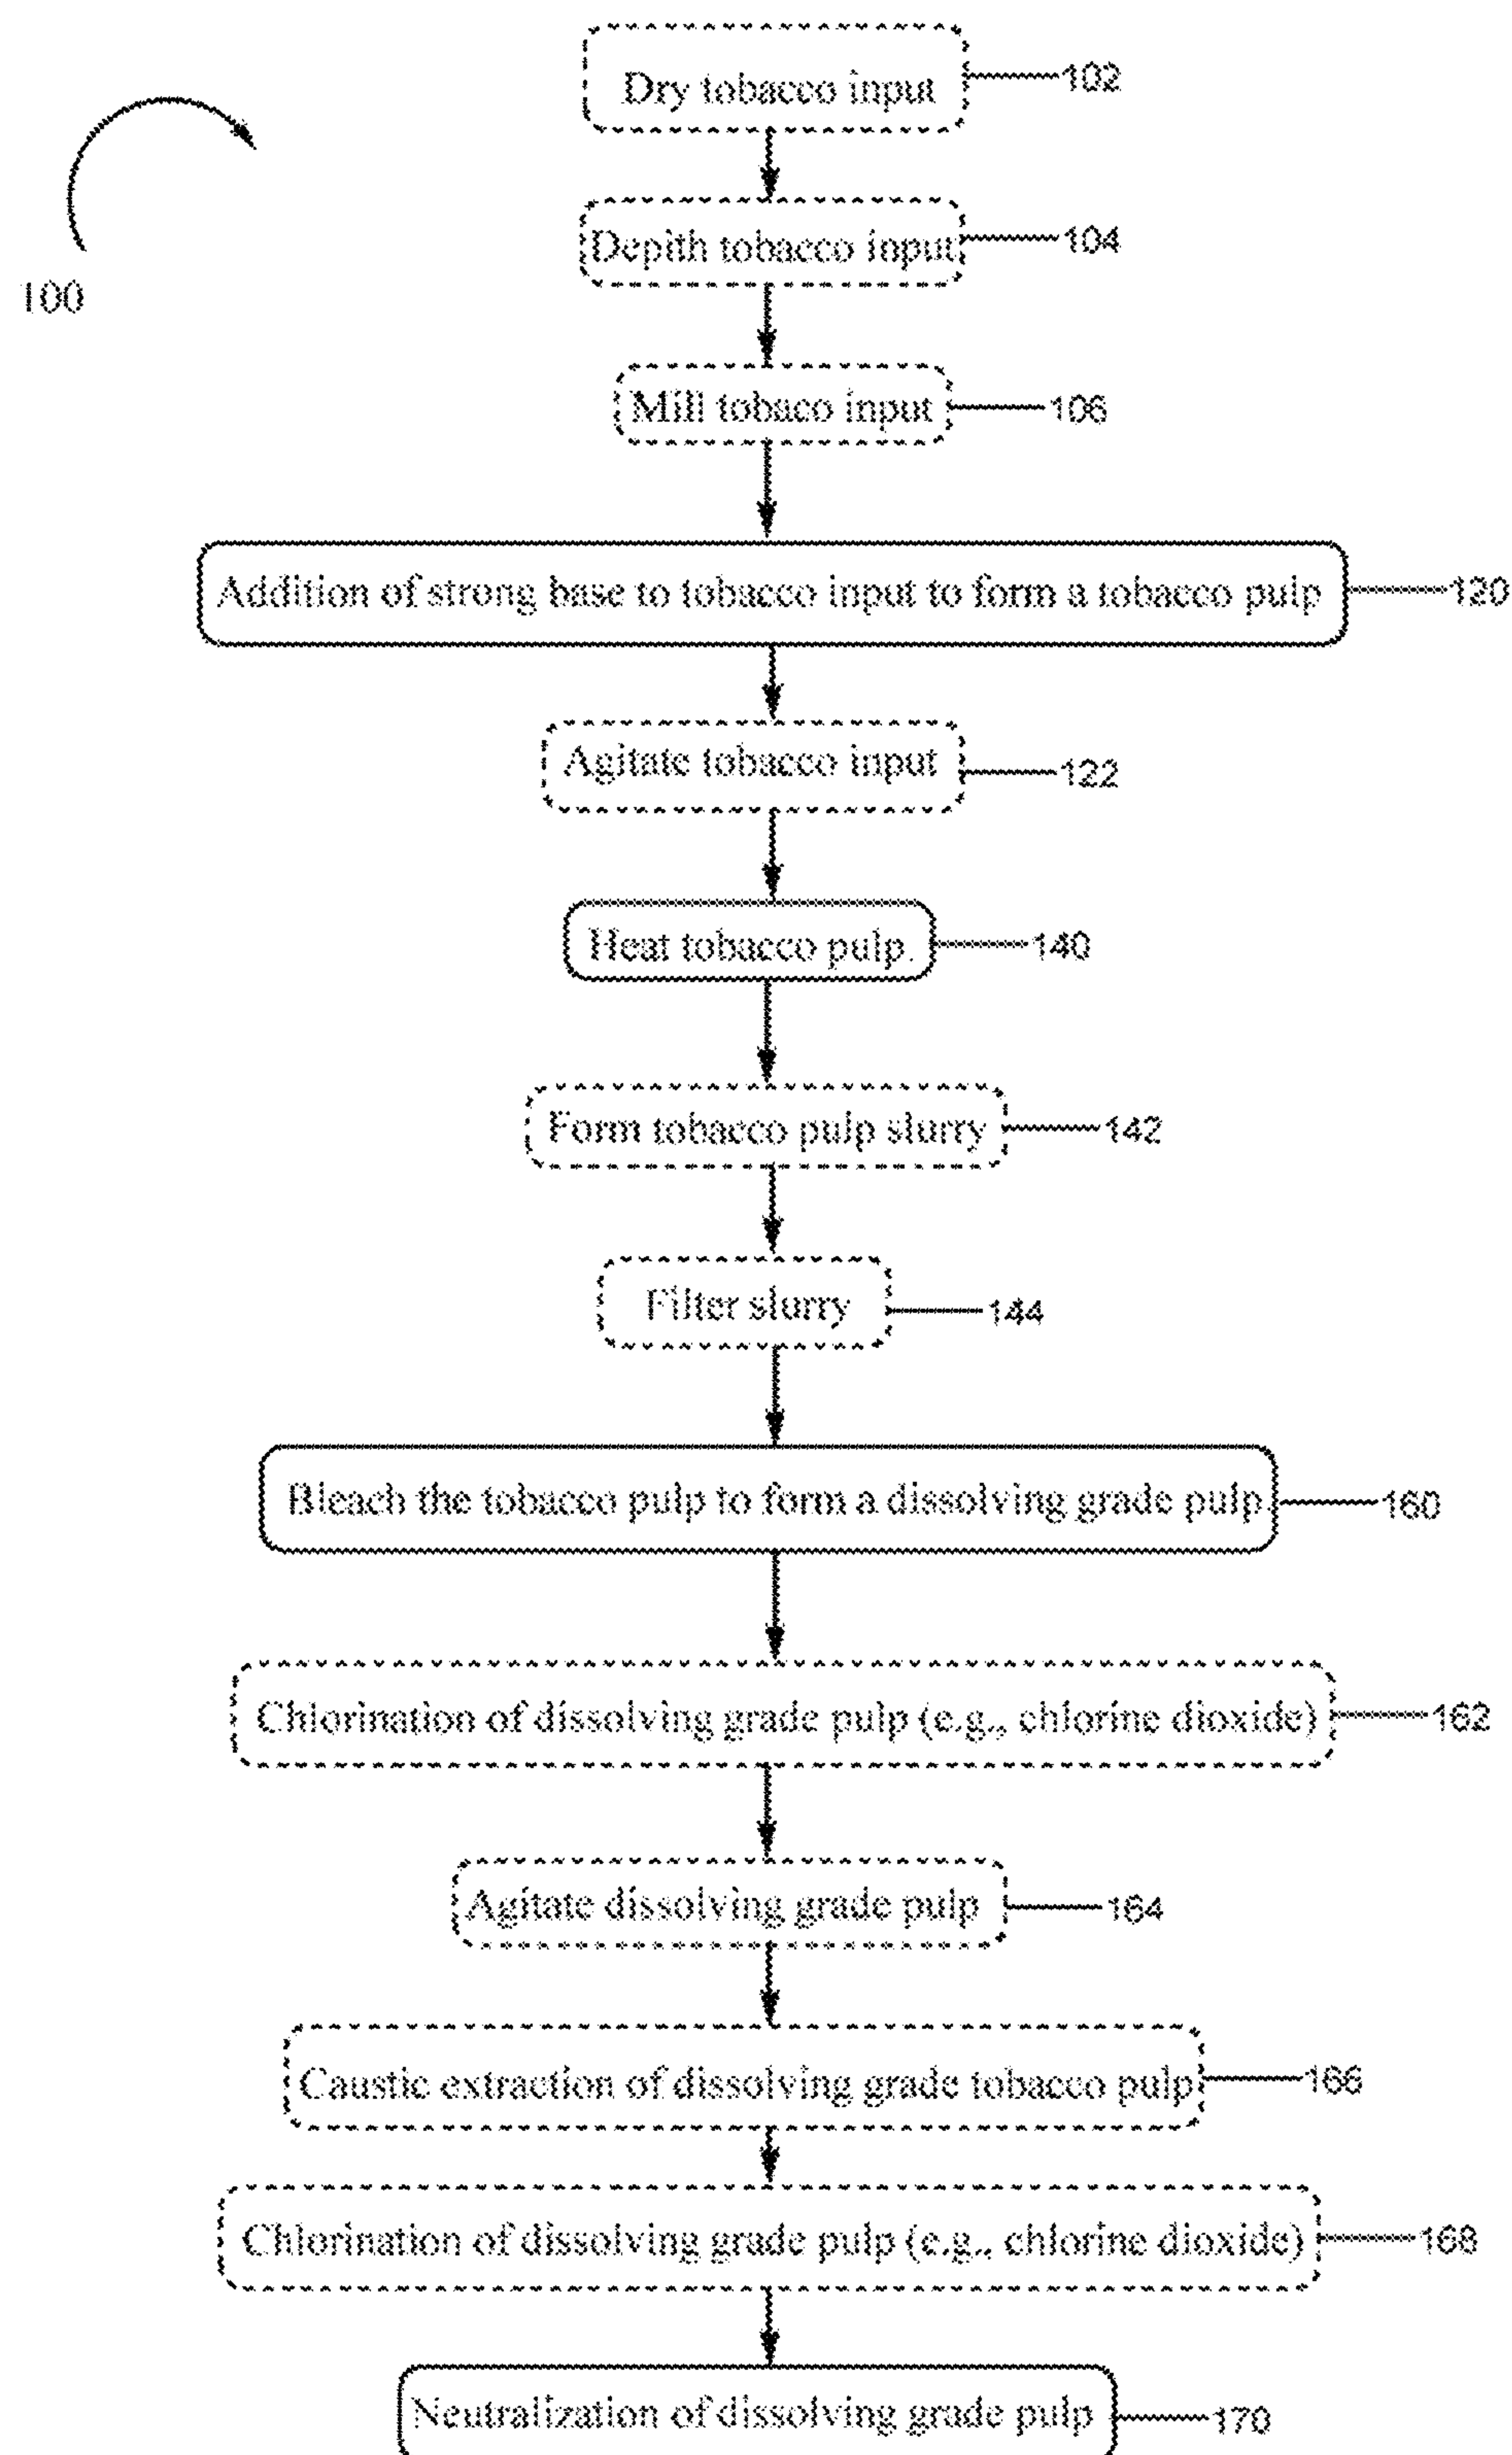 Dry tobacco input
102
Depith tobacco input
104
100
Mill tobaco input
106
Addition of strong base to tobacco input to form a tobacco pulp
120
Agitate tobacco input
122
Heat tobacco pulp.
140
Form tobacco pulp slurry
142
Filter slurry
144
Bleach the tobacco pulp to form a dissolving grade pulp.
160
Chlorination of dissolving grade pulp (e.g., chlorine dioxide)
162
Agitate dissolving grade pulp
164
Caustic extraction of dissolving grade tobacco pulp
166
Chlorination of dissolving grade pulp (e.g., chlorine dioxide)
168
Neutralization of dissolving grade pulp
170